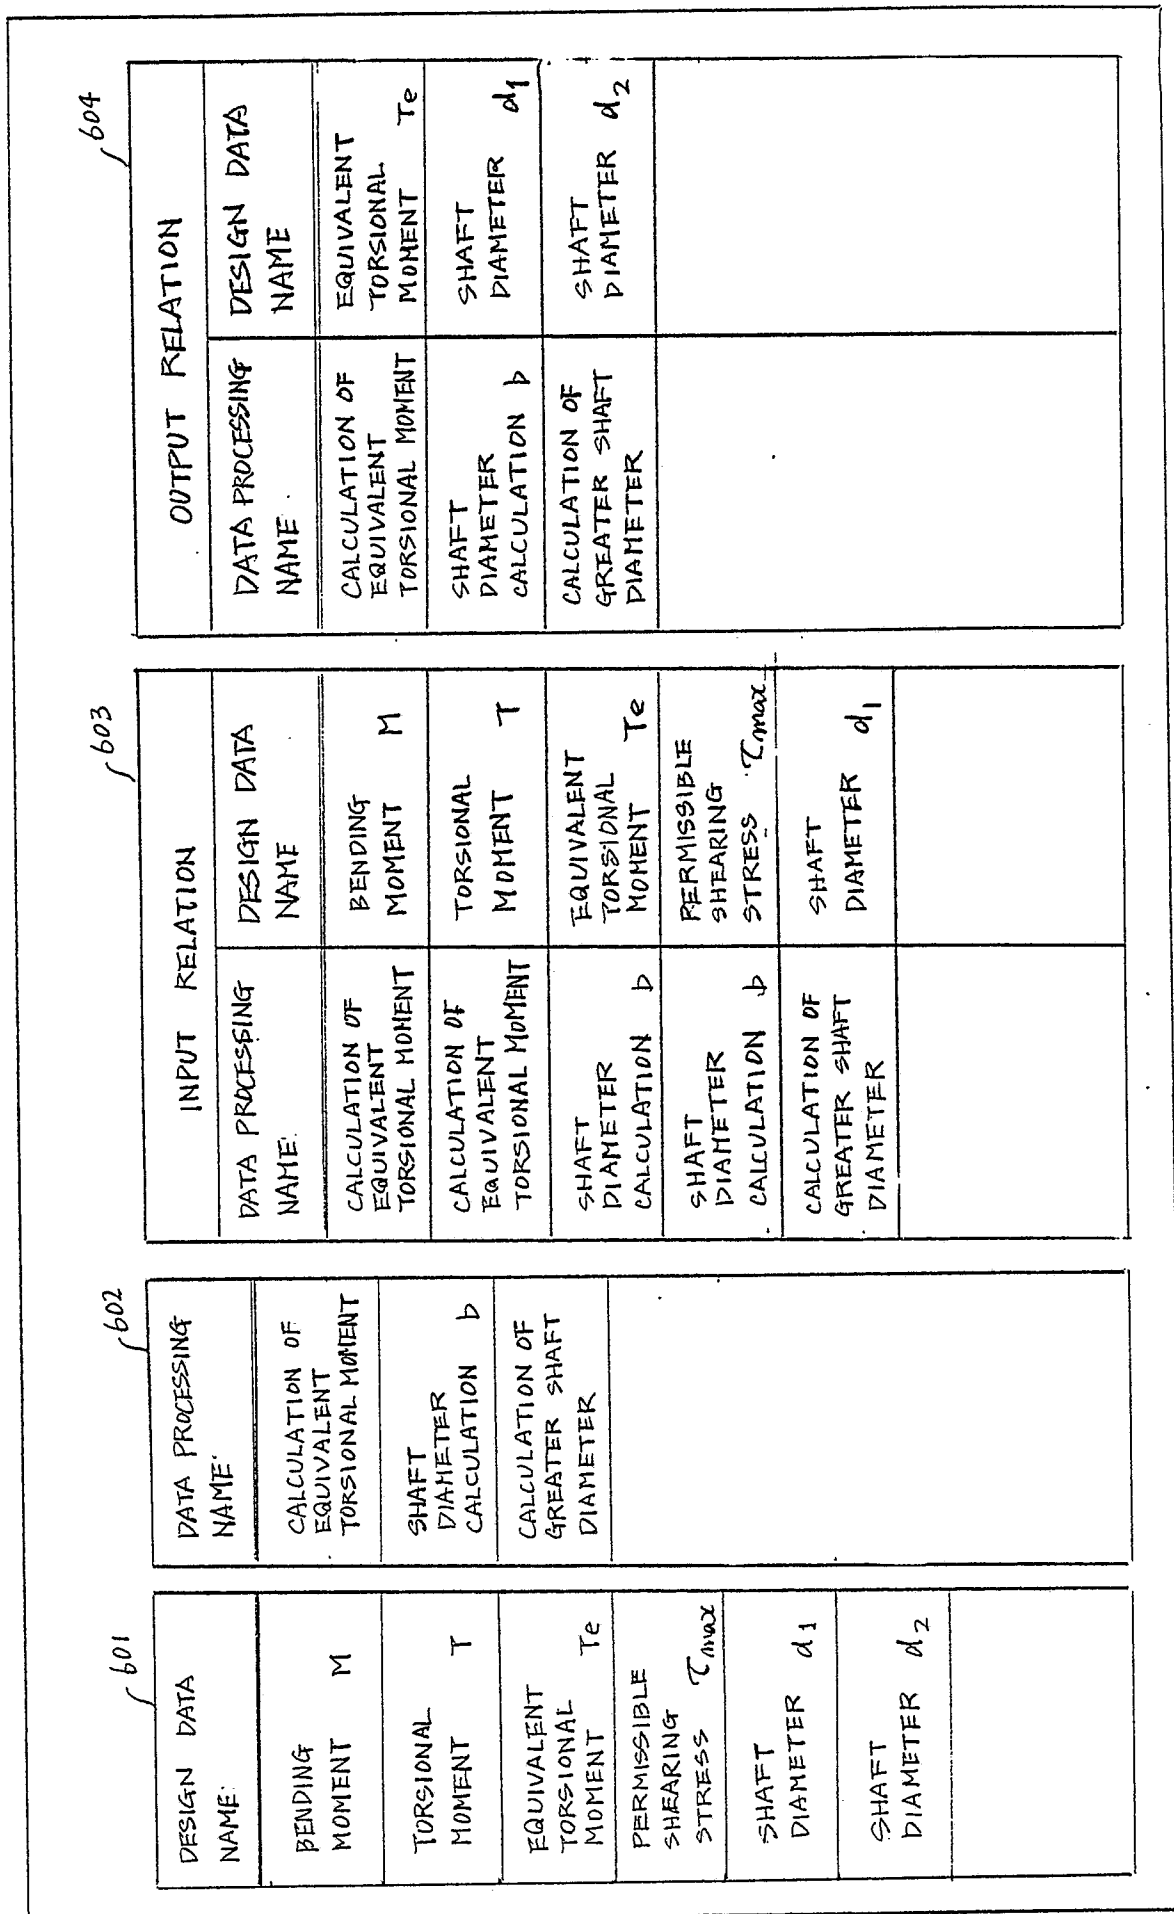 601
DESIGN DATA
NAME
BENDING
MOMENT M
TORSIONAL
MOMENT T
EQUIVALENT
TORSIONAL
MOMENT Te
PERMISSIBLE
SHEARING
STRESS τmax
SHAFT
DIAMETER d1
SHAFT
DIAMETER d2
602
DATA PROCESSING
NAME
CALCULATION OF
EQUIVALENT
TORSIONAL MOMENT
SHAFT
DIAMETER
CALCULATION b
CALCULATION OF
GREATER SHAFT
DIAMETER
603
INPUT RELATION
DATA PROCESSING
NAME
DESIGN DATA
NAME
CALCULATION OF
EQUIVALENT
TORSIONAL MOMENT
BENDING
MOMENT M
CALCULATION OF
EQUIVALENT
TORSIONAL MOMENT
TORSIONAL
MOMENT T
SHAFT
DIAMETER
CALCULATION b
EQUIVALENT
TORSIONAL
MOMENT Te
SHAFT
DIAMETER
CALCULATION b
PERMISSIBLE
SHEARING
STRESS τmax
CALCULATION OF
GREATER SHAFT
DIAMETER
SHAFT
DIAMETER d1
604
OUTPUT RELATION
DATA PROCESSING
NAME
DESIGN DATA
NAME
CALCULATION OF
EQUIVALENT
TORSIONAL MOMENT
EQUIVALENT
TORSIONAL
MOMENT Te
SHAFT
DIAMETER
CALCULATION b
SHAFT
DIAMETER d1
CALCULATION OF
GREATER SHAFT
DIAMETER
SHAFT
DIAMETER d2